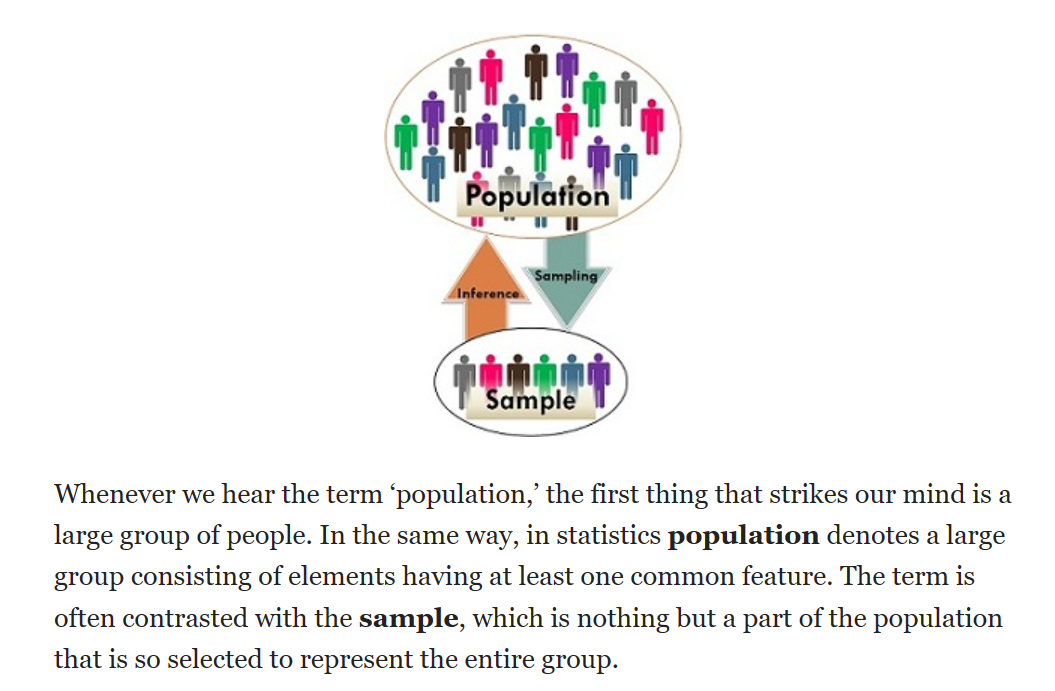 Population
Sampling
Inference
Sample
Whenever we hear the term ‘population,’ the first thing that strikes our mind is a
large group of people. In the same way, in statistics population denotes a large
group consisting of elements having at least one common feature. The term is
often contrasted with the sample, which is nothing but a part of the population
that is so selected to represent the entire group.